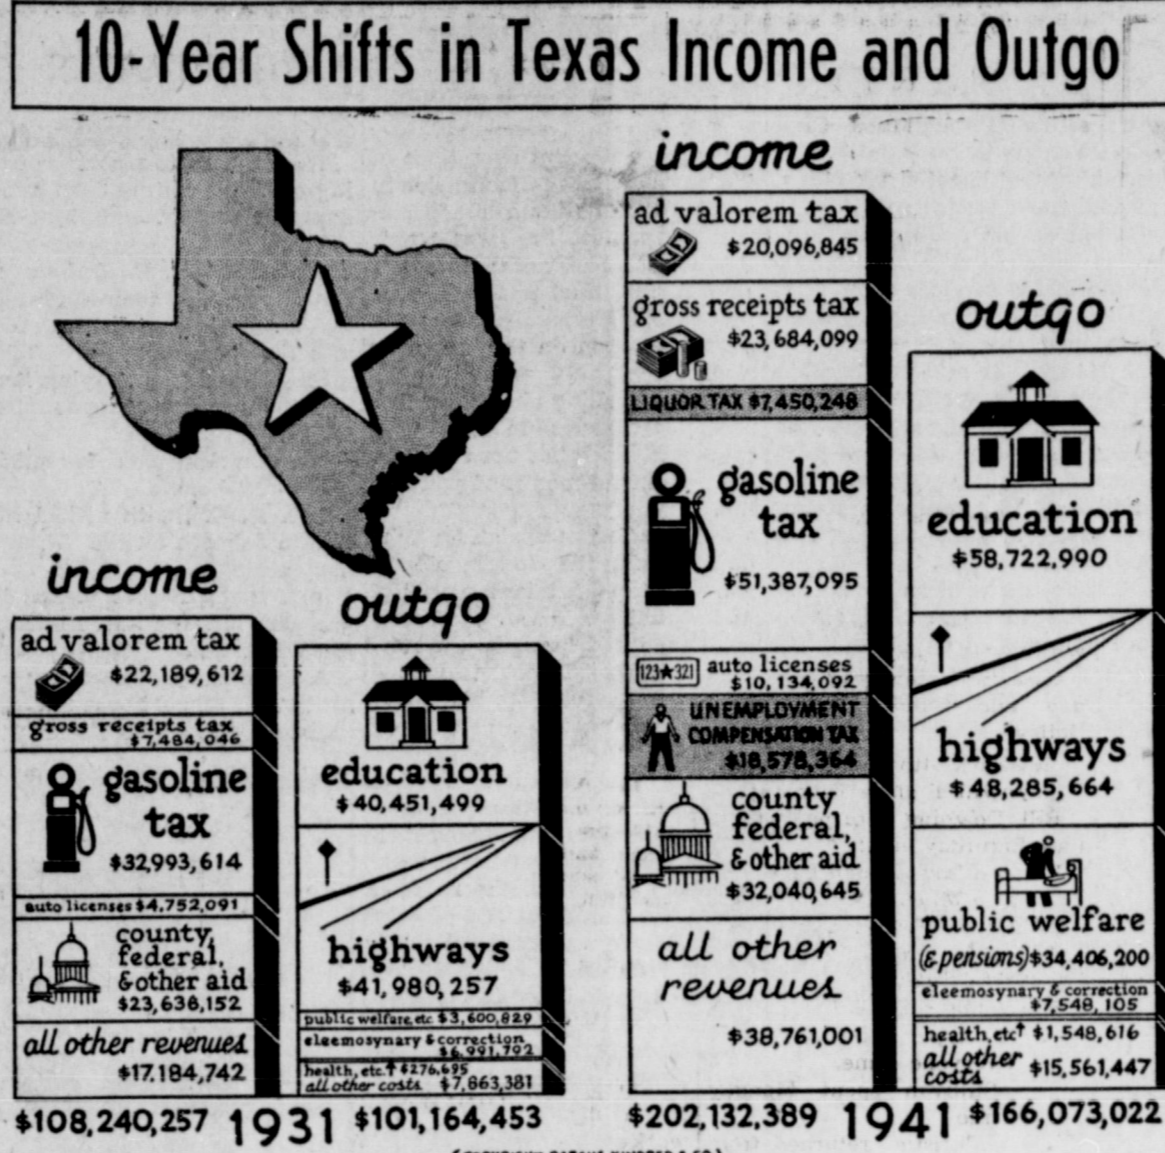 10-Year Shifts in Texas Income and Outgo
income
ad valorem tax
$22,189,612
gross receipts tax
$7,484,046
gasoline
tax
$32,993,614
auto licenses $4,752,091
county,
federal,
& other aid
$23,636,152
all other revenues
$17,184,742
$108,240,257
1931
outgo
education
$40,451,499
highways
$41,980,257
public welfare, etc. $3,600,829
eleemosynary & correction
$6,991,792
health, etc.† $276,695
all other costs $7,863,381
$101,164,453
income
ad valorem tax
$20,096,845
gross receipts tax
$23,684,099
LIQUOR TAX $7,450,248
gasoline
tax
$51,387,095
123★321
auto licenses
$10,134,092
UNEMPLOYMENT
COMPENSATION TAX
$18,578,364
county
federal,
& other aid
$32,040,645
all other
revenues
$38,761,001
$202,132,389
1941
outgo
education
$58,722,990
highways
$48,285,664
public welfare
(& pensions) $34,406,200
eleemosynary & correction
$7,548,105
health, etc† $1,548,616
all other
costs
$15,561,447
$166,073,022